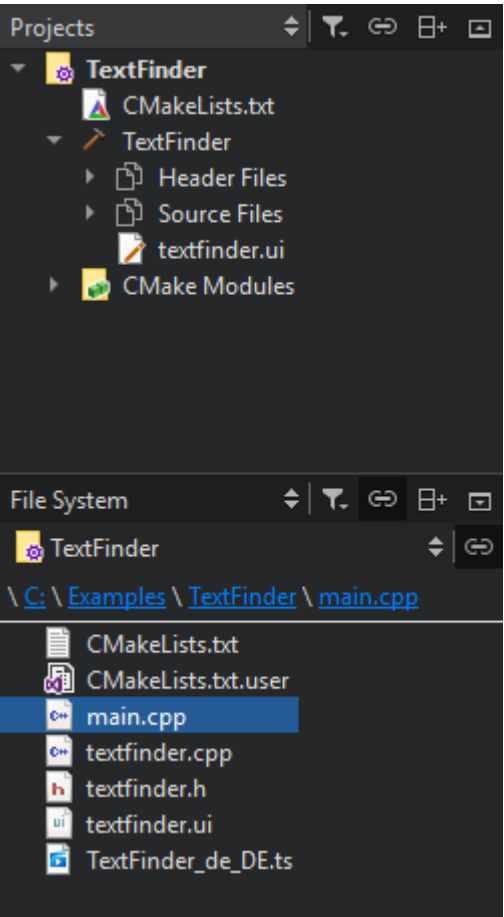 Projects
TextFinder
CMakeLists.txt
TextFinder
Header Files
Source Files
textfinder.ui
CMake Modules
File System
TextFinder
\ C: \ Examples \ TextFinder \ main.cpp
CMakeLists.txt
CMakeLists.txt.user
C++ main.cpp
C++ textfinder.cpp
h textfinder.h
ui textfinder.ui
TextFinder_de_DE.ts